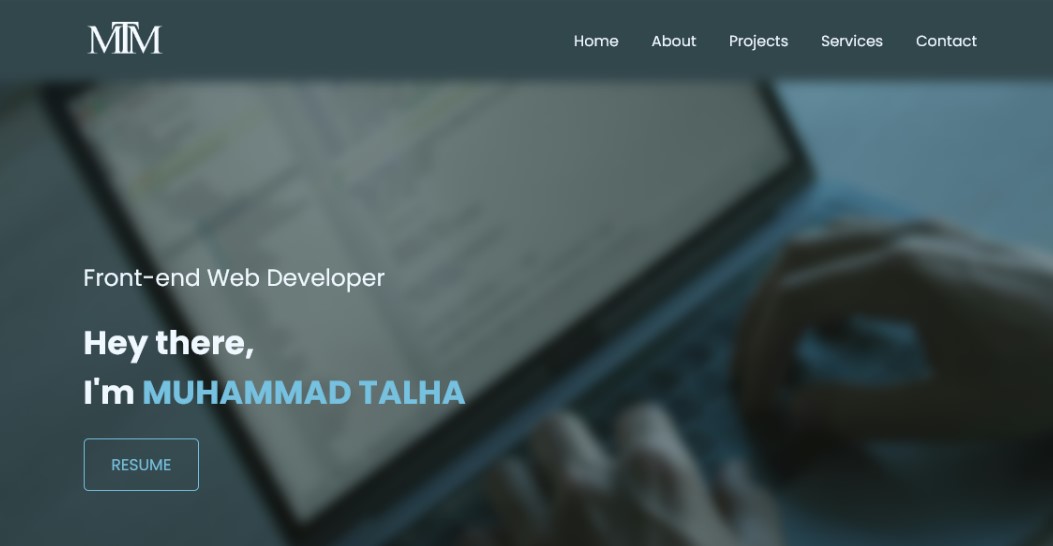 MTM
Home About Projects Services Contact
Front-end Web Developer
Hey there,
I'm MUHAMMAD TALHA
RESUME